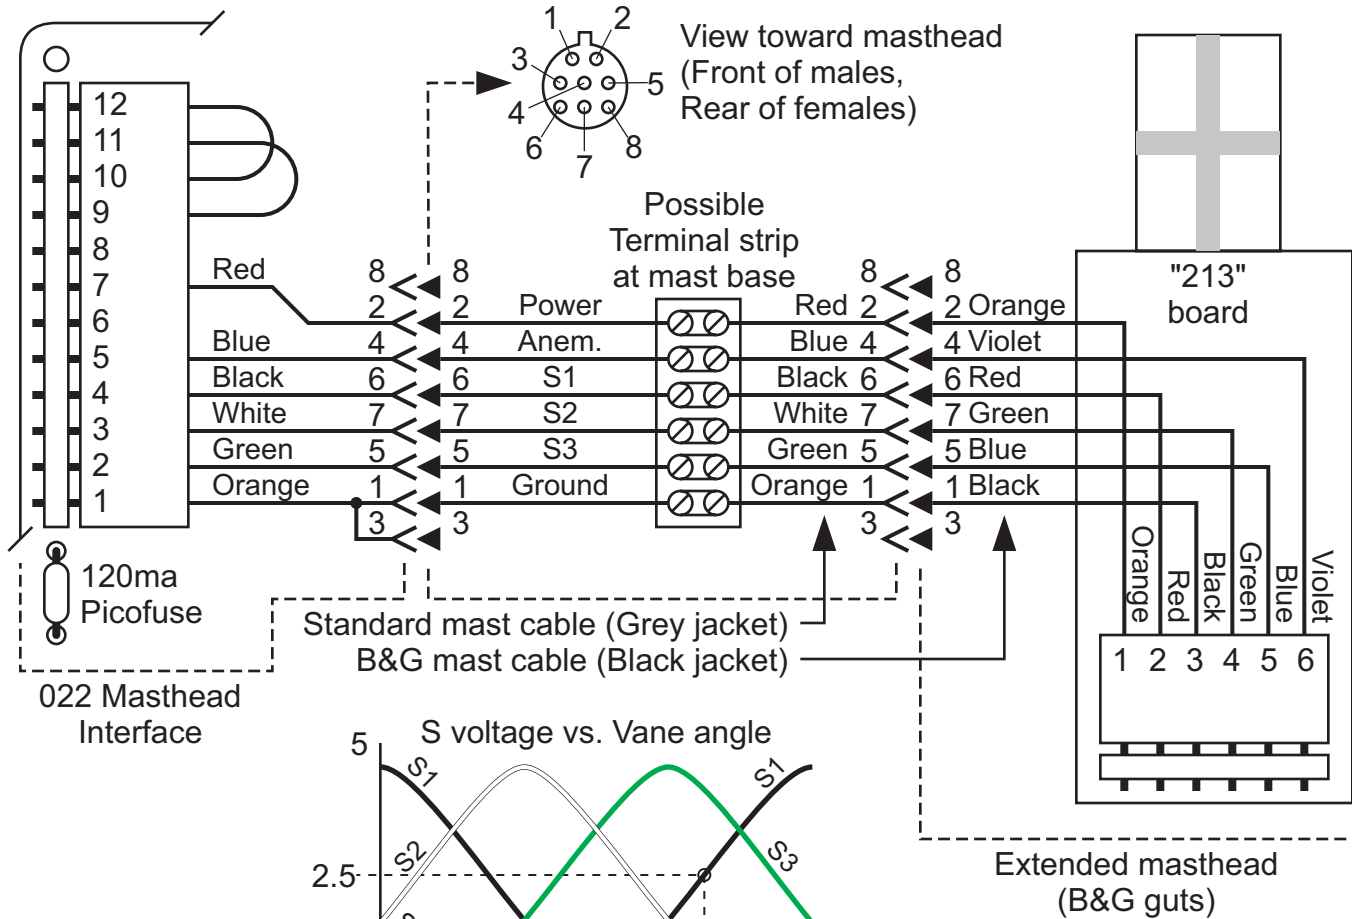 1 2
3
4
5
6
7
8
View toward masthead
(Front of males,
Rear of females)
12
11
10
9
8
7
6
5
4
3
2
1
Red
Blue
Black
White
Green
Orange
8 8
2 2
4 4
6 6
7 7
5 5
1 1
3 3
Possible
Terminal strip
at mast base
Power
Anem.
S1
S2
S3
Ground
8 8
Red 2 2 Orange
Blue 4 4 Violet
Black 6 6 Red
White 7 7 Green
Green 5 5 Blue
Orange 1 1 Black
3 3
"213"
board
Orange
Red
Black
Green
Blue
Violet
1 2 3 4 5 6
120ma
Picofuse
Standard mast cable (Grey jacket)
B&G mast cable (Black jacket)
022 Masthead
Interface
S voltage vs. Vane angle
5
S1
S1
S2
S3
2.5
Extended masthead
(B&G guts)